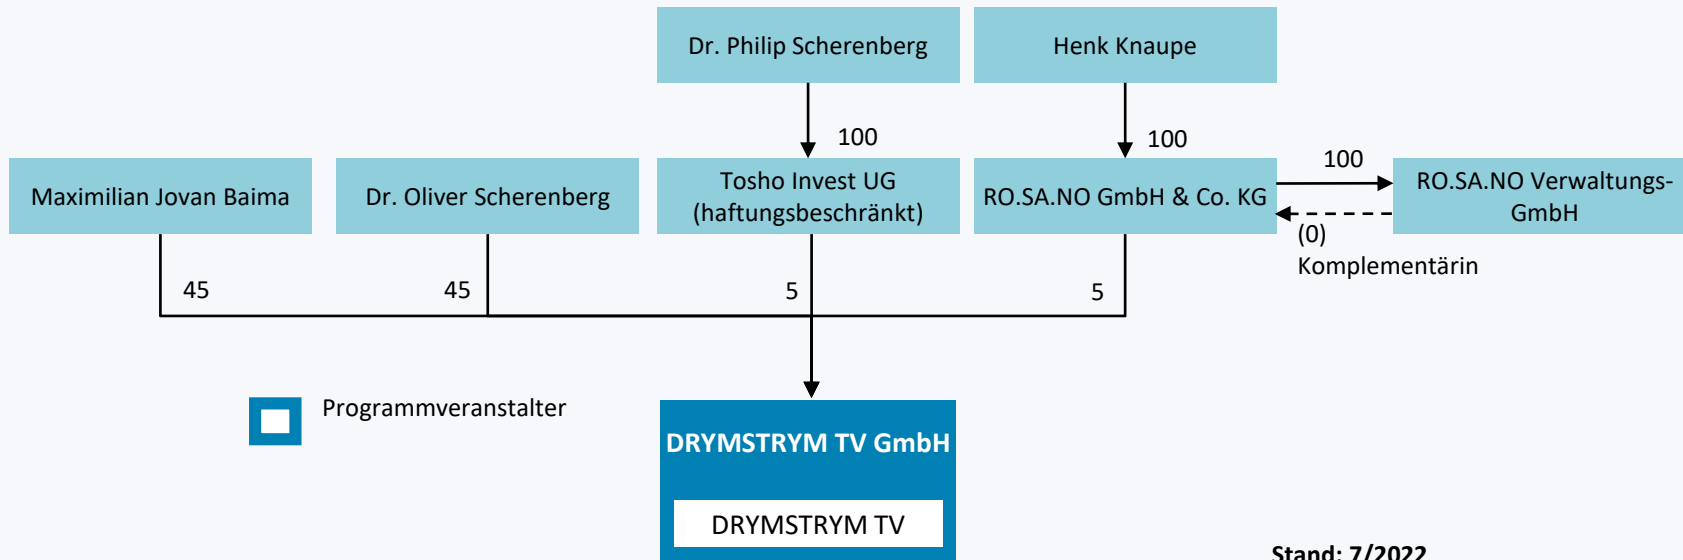 Dr. Philip Scherenberg
Henk Knaupe
100
100
Maximilian Jovan Baima
Dr. Oliver Scherenberg
Tosho Invest UG
(haftungsbeschränkt)
RO.SA.NO GmbH & Co. KG
100
RO.SA.NO Verwaltungs-
GmbH
(0)
Komplementärin
45
45
5
5
Programmveranstalter
DRYMSTRYM TV GmbH
DRYMSTRYM TV
Stand: 7/2022